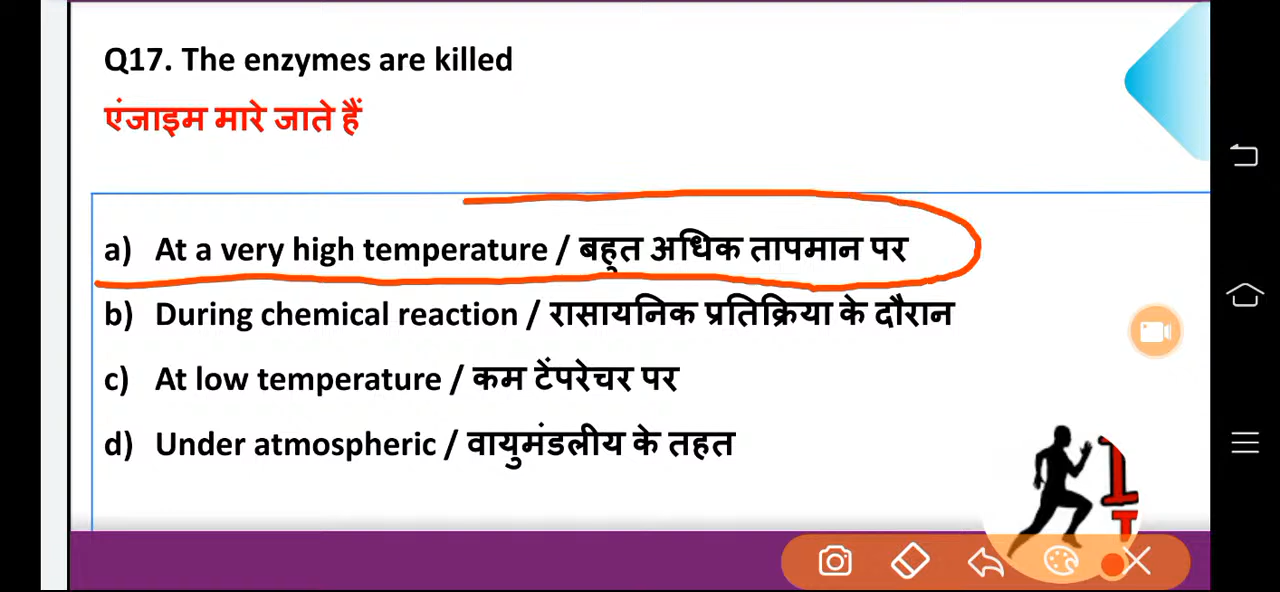 Q17. The enzymes are killed
एंजाइम मारे जाते हैं
a) At a very high temperature / बहुत अधिक तापमान पर
b) During chemical reaction / रासायनिक प्रतिक्रिया के दौरान
c) At low temperature / कम टेंपरेचर पर
d) Under atmospheric / वायुमंडलीय के तहत